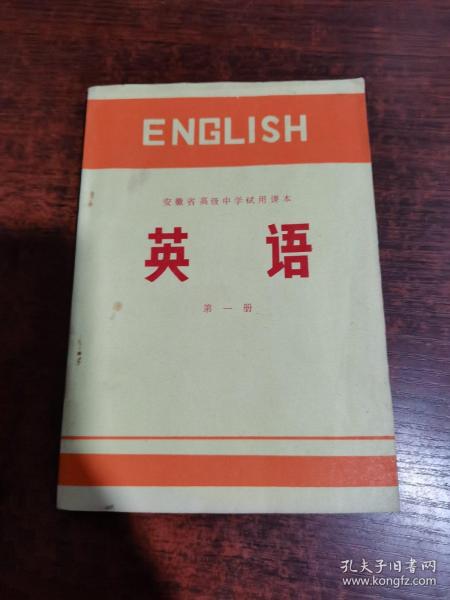 ENGLISH
安徽省高级中学试用课本
英 语
第一册
孔夫子旧书网
www.kongfz.com